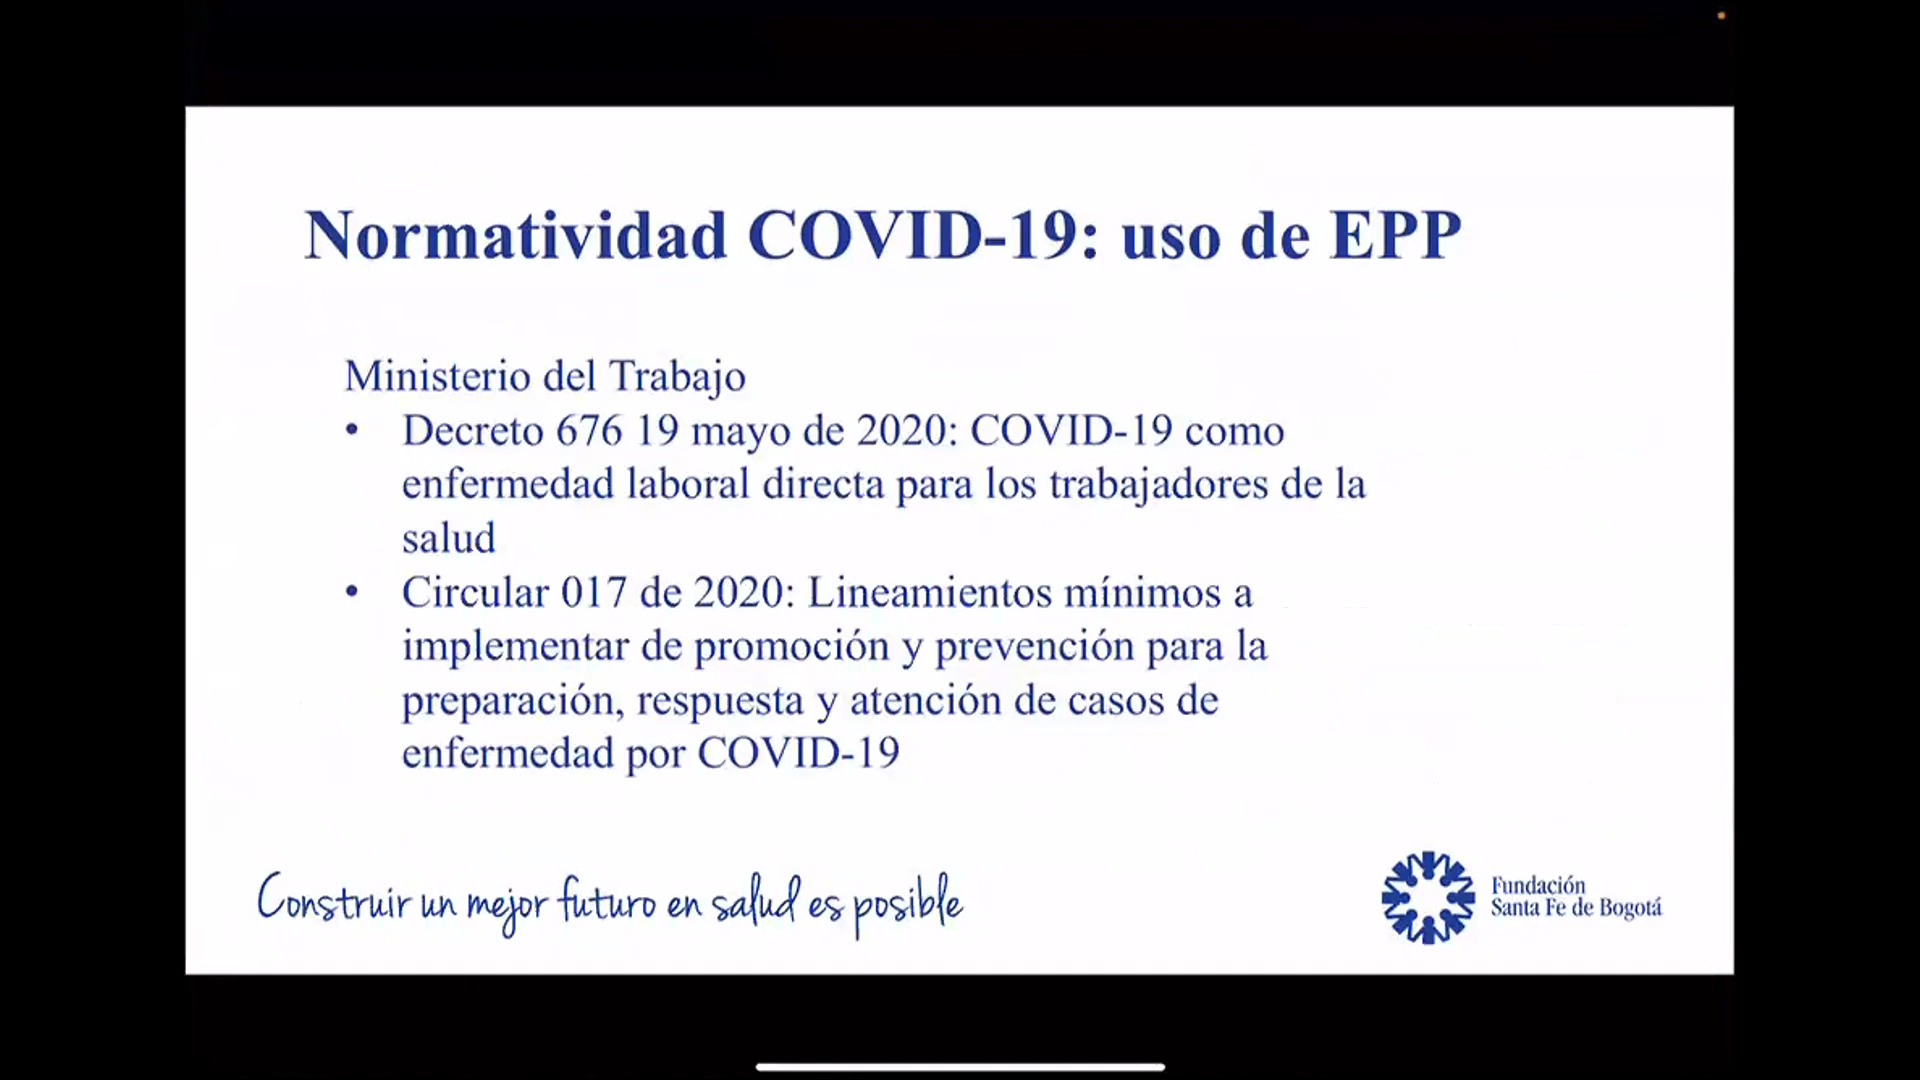 Normatividad COVID-19: uso de EPP
Ministerio del Trabajo
• Decreto 676 19 mayo de 2020: COVID-19 como
enfermedad laboral directa para los trabajadores de la
salud
• Circular 017 de 2020: Lineamientos mínimos a
implementar de promoción y prevención para la
preparación, respuesta y atención de casos de
enfermedad por COVID-19
Construir un mejor futuro en salud es posible
Fundación
Santa Fe de Bogotá